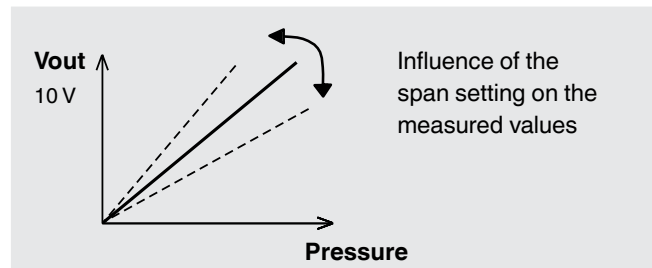 Vout
10 V
Influence of the
span setting on the
measured values
Pressure